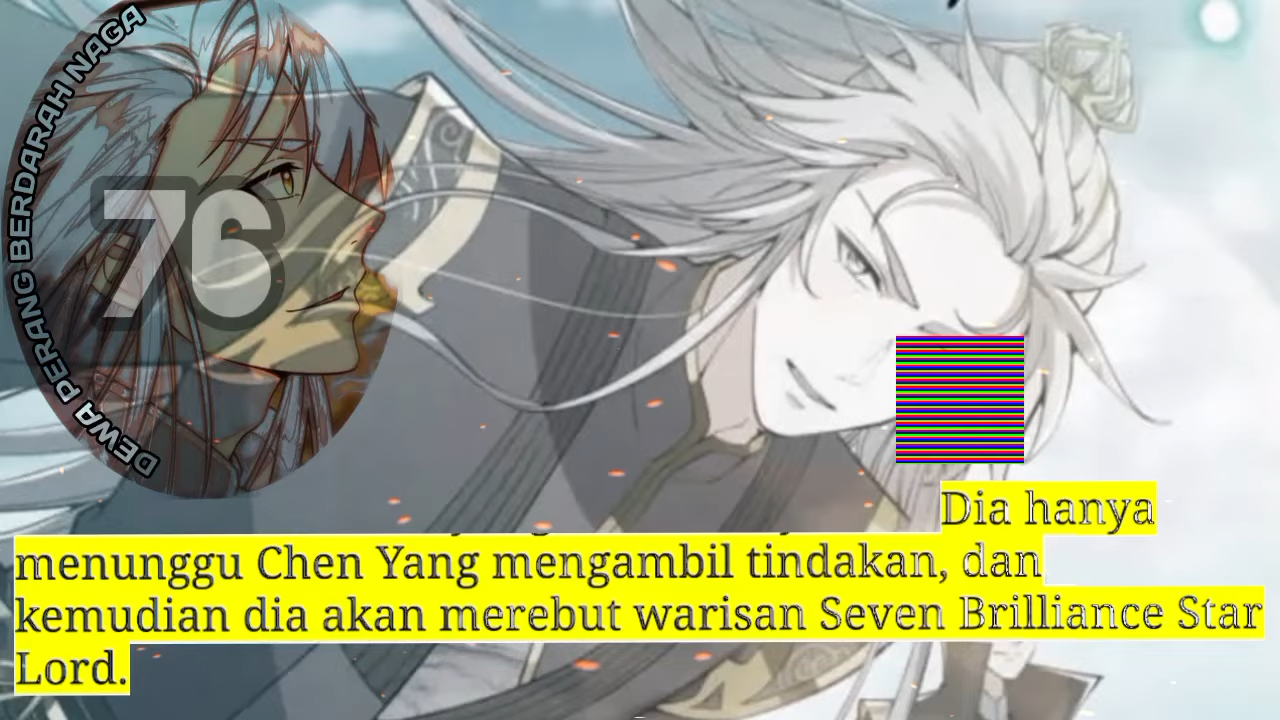 DEWA PERANG BERDARAH NAGA
76
Dia hanya
menunggu Chen Yang mengambil tindakan, dan
kemudian dia akan merebut warisan Seven Brilliance Star
Lord.